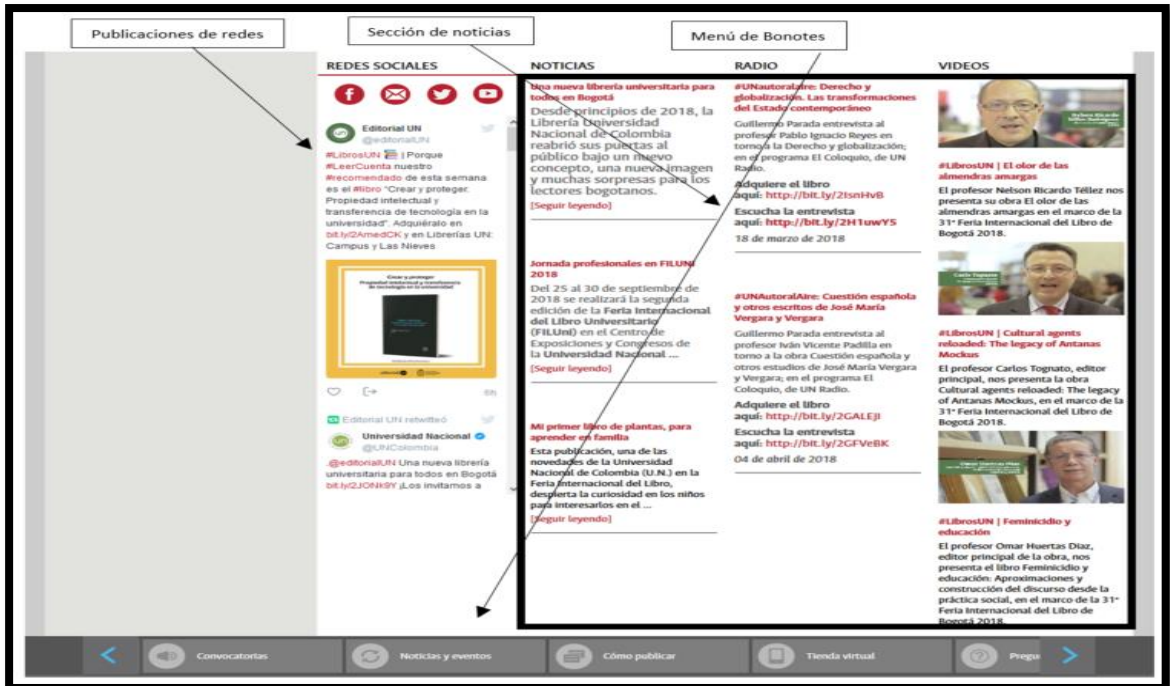 Publicaciones de redes
Sección de noticias
Menú de Bonotes
REDES SOCIALES
Editorial UN
@editorialUN
#LibrosUN | Porque
#LeerCuenta nuestro
#recomendado de esta semana
es el #libro "Crear y proteger.
Propiedad intelectual y
transferencia de tecnología en la
universidad". Adquiéralo en
bit.ly/2AmedCK y en Librerías UN:
Campus y Las Nieves
Crear y proteger
Propiedad intelectual y transferencia
de tecnología en la universidad
6h
Editorial UN retwitteó
Universidad Nacional
@UNColombia
.@editorialUN Una nueva librería
universitaria para todos en Bogotá
bit.ly/2JONk9Y ¡Los invitamos a
NOTICIAS
Una nueva librería universitaria para
todos en Bogotá
Desde principios de 2018, la
Librería Universidad
Nacional de Colombia
reabrió sus puertas al
público bajo un nuevo
concepto, una nueva imagen
y muchas sorpresas para los
lectores bogotanos.
[Seguir leyendo]
Jornada profesionales en FILUNI
2018
Del 25 al 30 de septiembre de
2018 se realizará la segunda
edición de la Feria Internacional
del Libro Universitario
(FILUni) en el Centro de
Exposiciones y Congresos de
la Universidad Nacional ...
[Seguir leyendo]
Mi primer libro de plantas, para
aprender en familia
Esta publicación, una de las
novedades de la Universidad
Nacional de Colombia (U.N.) en la
Feria Internacional del Libro,
despierta la curiosidad en los niños
para interesarlos en el ...
[Seguir leyendo]
RADIO
#UNautoralaire: Derecho y
globalización. Las transformaciones
del Estado contemporáneo
Guillermo Parada entrevista al
profesor Pablo Ignacio Reyes en
torno a la Derecho y globalización;
en el programa El Coloquio, de UN
Radio.
Adquiere el libro
aquí: http://bit.ly/2IsnHvB
Escucha la entrevista
aquí: http://bit.ly/2H1uwY5
18 de marzo de 2018
#UNAutoralAire: Cuestión española
y otros escritos de José María
Vergara y Vergara
Guillermo Parada entrevista al
profesor Iván Vicente Padilla en
torno a la obra Cuestión española y
otros estudios de José María Vergara
y Vergara; en el programa El
Coloquio, de UN Radio.
Adquiere el libro
aquí: http://bit.ly/2GALEJl
Escucha la entrevista
aquí: http://bit.ly/2GFVeBK
04 de abril de 2018
VIDEOS
#LibrosUN | El olor de las
almendras amargas
El profesor Nelson Ricardo Téllez nos
presenta su obra El olor de las
almendras amargas en el marco de la
31ª Feria Internacional del Libro de
Bogotá 2018.
Carlo Tognato
#LibrosUN | Cultural agents
reloaded: The legacy of Antanas
Mockus
El profesor Carlos Tognato, editor
principal, nos presenta la obra
Cultural agents reloaded: The legacy
of Antanas Mockus, en el marco de la
31ª Feria Internacional del Libro de
Bogotá 2018.
Omar Huertas Díaz
#LibrosUN | Feminicidio y
educación
El profesor Omar Huertas Díaz,
editor principal de la obra, nos
presenta el libro Feminicidio y
educación: Aproximaciones y
construcción del discurso desde la
práctica social, en el marco de la 31ª
Feria Internacional del Libro de
Bogotá 2018.
Convocatorias
Noticias y eventos
Cómo publicar
Tienda virtual
Pregu